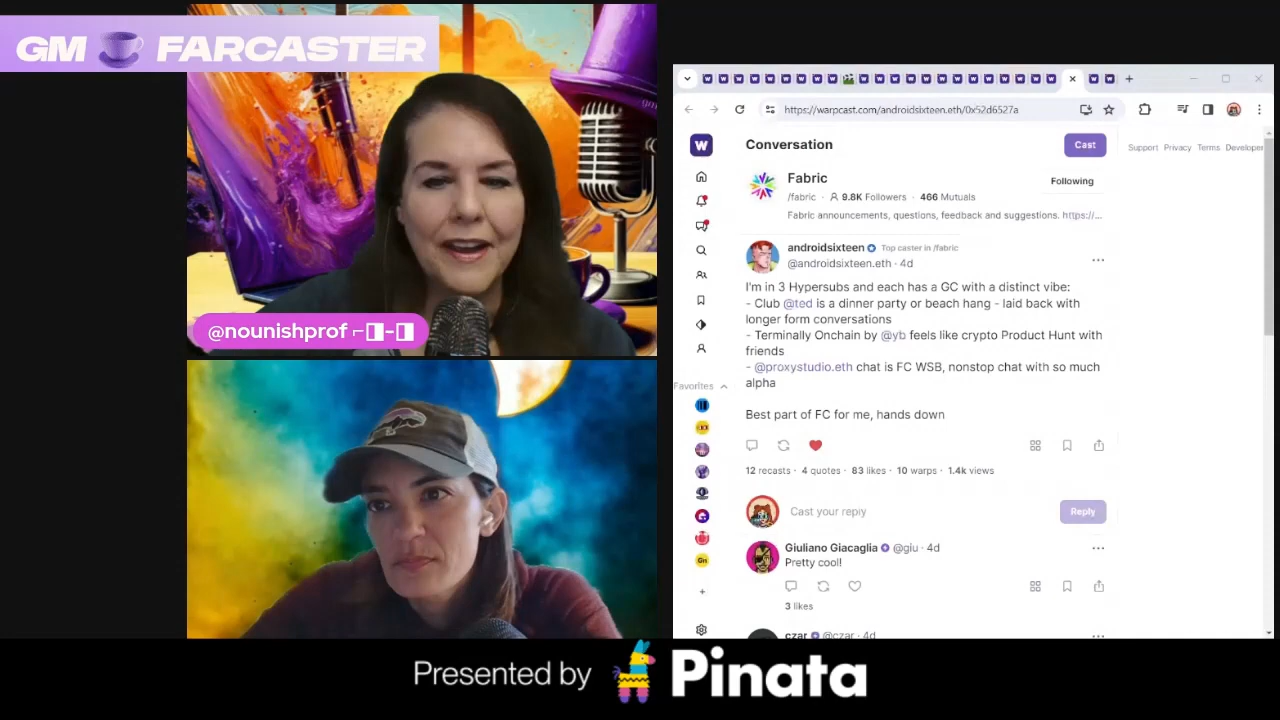 GM FARCASTER
@nounishprof
https://warpcast.com/androidsixteen.eth/0x52d6527a
W
Conversation
Cast
Support Privacy Terms Developer
Fabric
Following
/fabric · 9.8K Followers · 466 Mutuals
Fabric announcements, questions, feedback and suggestions. https://...
androidsixteen Top caster in /fabric
@androidsixteen.eth · 4d
I'm in 3 Hypersubs and each has a GC with a distinct vibe:
- Club @ted is a dinner party or beach hang - laid back with
longer form conversations
- Terminally Onchain by @yb feels like crypto Product Hunt with
friends
- @proxystudio.eth chat is FC WSB, nonstop chat with so much
alpha
Best part of FC for me, hands down
Favorites
12 recasts · 4 quotes · 83 likes · 10 warps · 1.4k views
Cast your reply
Reply
Giuliano Giacaglia @giu · 4d
Pretty cool!
3 likes
czar @czar · 4d
Presented by Pinata